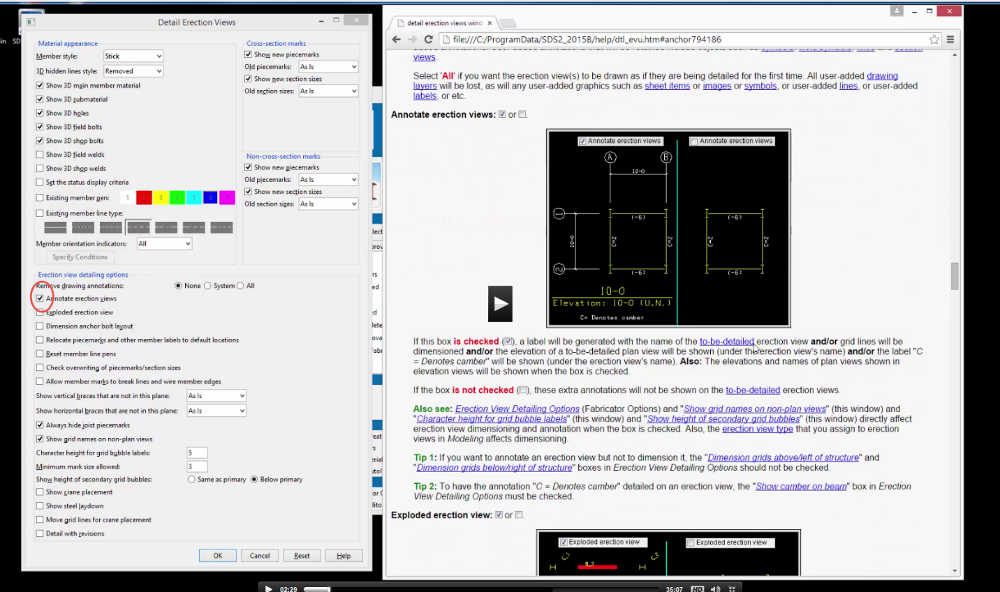 Detail Erection Views
Material appearance
Member style: Stick
3D hidden lines style: Removed
Show 3D main member material
Show 3D submaterial
Show 3D holes
Show 3D field bolts
Show 3D shop bolts
Show 3D field welds
Show 3D shop welds
Set the status display criteria
Existing member pen: 1 2 3 4 5 6 7
Existing member line type:
Member orientation indicators: All
Specify Conditions
Cross-section marks
Show new piecemarks
Old piecemarks: As Is
Show new section sizes
Old section sizes: As Is
Non-cross-section marks
Show new piecemarks
Old piecemarks: As Is
Show new section sizes
Old section sizes: As Is
Erection view detailing options
Remove drawing annotations: None System All
Annotate erection views
Exploded erection view
Dimension anchor bolt layout
Relocate piecemarks and other member labels to default locations
Reset member line pens
Check overwriting of piecemarks/section sizes
Allow member marks to break lines and wire member edges
Show vertical braces that are not in this plane: As Is
Show horizontal braces that are not in this plane: As Is
Always hide joist piecemarks
Show grid names on non-plan views
Character height for grid bubble labels: 5
Minimum mark size allowed: 3
Show height of secondary grid bubbles: Same as primary Below primary
Show crane placement
Show steel laydown
Move grid lines for crane placement
Detail with revisions
OK Cancel Reset Help
detail erection views wind
file:///C:/ProgramData/SDS2_2015B/help/dtl_evu.htm#anchor794186
views.
Select 'All' if you want the erection view(s) to be drawn as if they are being detailed for the first time. All user-added drawing
layers will be lost, as will any user-added graphics such as sheet items or images or symbols, or user-added lines, or user-added
labels, or etc.
Annotate erection views: or .
Annotate erection views Annotate erection views
A B
10-0
1
(-6) (-6)
10-0 C=2 C=2 C=2 C=2
2
(-6) (-6)
10-0
Elevation: 10-0 (U.N.)
C= Denotes camber
If this box is checked ( ), a label will be generated with the name of the to-be-detailed erection view and/or grid lines will be
dimensioned and/or the elevation of a to-be-detailed plan view will be shown (under the erection view's name) and/or the label "C
= Denotes camber" will be shown (under the erection view's name). Also: The elevations and names of plan views shown in
elevation views will be shown when the box is checked.
If the box is not checked ( ), these extra annotations will not be shown on the to-be-detailed erection views.
Also see: Erection View Detailing Options (Fabricator Options) and "Show grid names on non-plan views" (this window) and
"Character height for grid bubble labels" (this window) and "Show height of secondary grid bubbles" (this window) directly affect
erection view dimensioning and annotation when the box is checked. Also, the erection view type that you assign to erection
views in Modeling affects dimensioning.
Tip 1: If you want to annotate an erection view but not to dimension it, the "Dimension grids above/left of structure" and
"Dimension grids below/right of structure" boxes in Erection View Detailing Options should not be checked.
Tip 2: To have the annotation "C = Denotes camber" detailed on an erection view, the "Show camber on beam" box in Erection
View Detailing Options must be checked.
Exploded erection view: or .
Exploded erection view Exploded erection view
B_3
02:29 35:07 HD